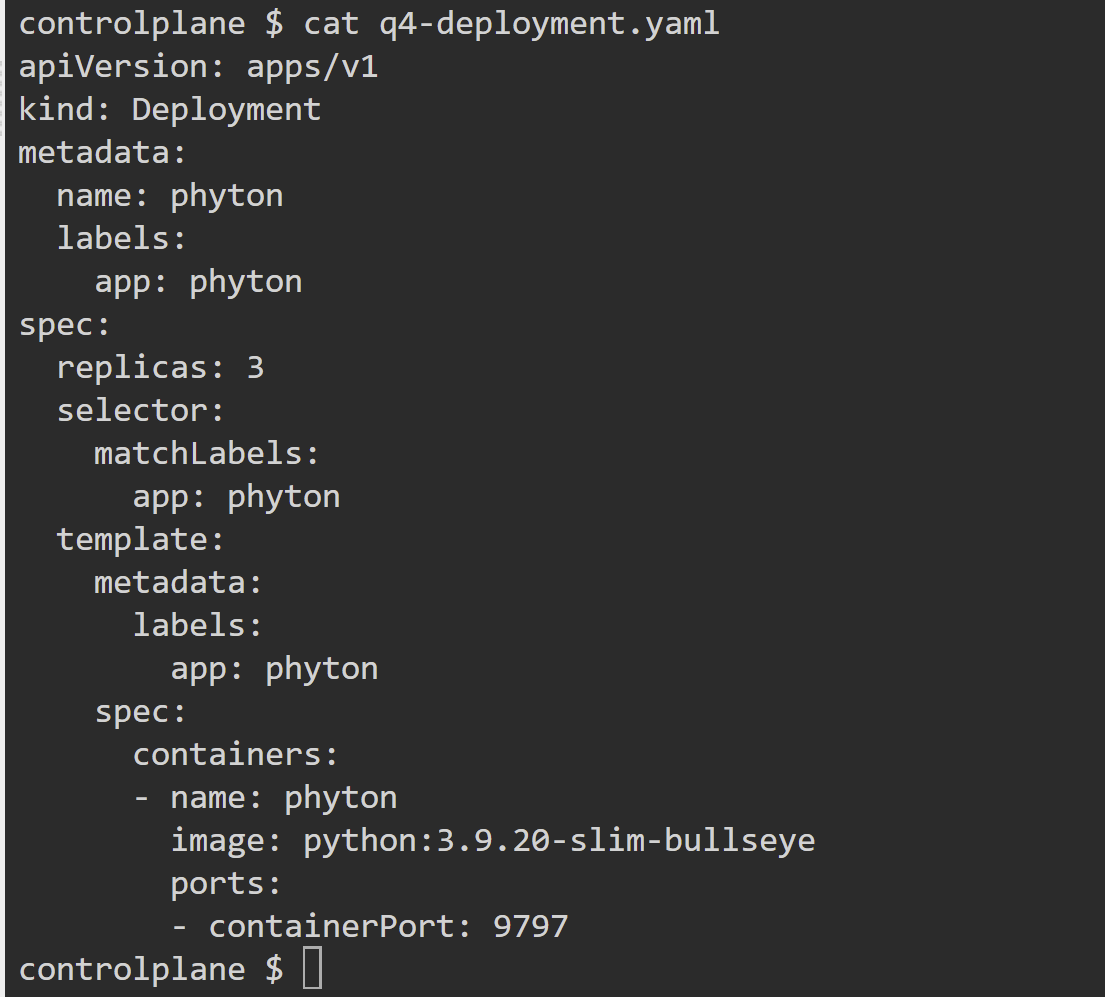 controlplane $ cat q4-deployment.yaml
apiVersion: apps/v1
kind: Deployment
metadata:
  name: phyton
  labels:
    app: phyton
spec:
  replicas: 3
  selector:
    matchLabels:
      app: phyton
  template:
    metadata:
      labels:
        app: phyton
    spec:
      containers:
      - name: phyton
        image: python:3.9.20-slim-bullseye
        ports:
        - containerPort: 9797
controlplane $